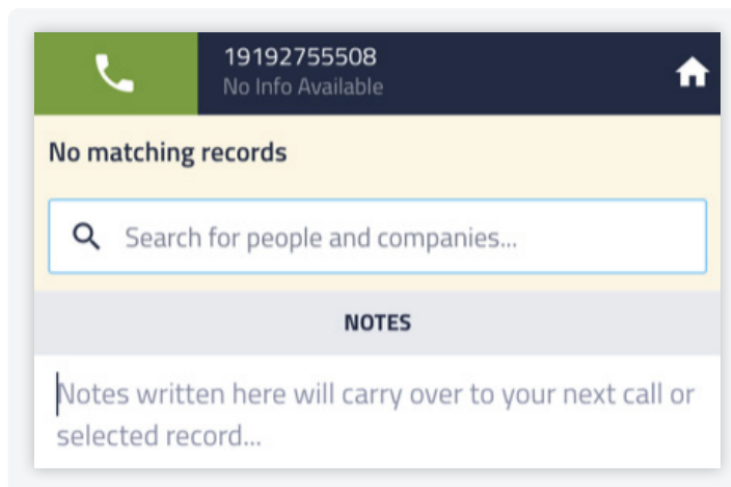 19192755508
No Info Available
No matching records
Search for people and companies...
NOTES
Notes written here will carry over to your next call or
selected record...